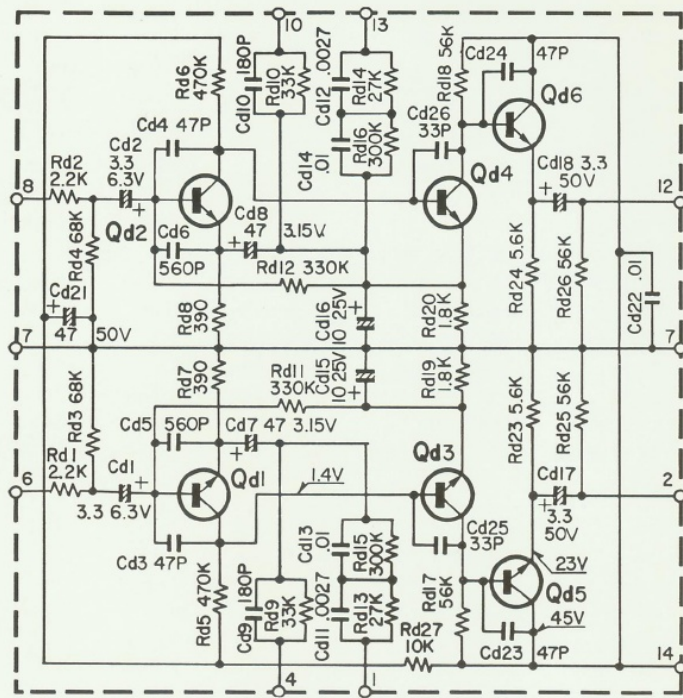 10
13
Rd6 470K
Cd10 180P
Rd10 33K
Cd12 .0027
Rd14 27K
Rd18 56K
Cd24 47P
Cd4 47P
Cd2 3.3 6.3V
Cd14 .01
Rd16 300K
Cd26 33P
Qd6
Rd2 2.2K
Qd4
Cd18 3.3 50V
8
12
Qd2
Cd8 47 3.15V
Rd4 68K
Cd6 560P
Rd12 330K
Rd24 5.6K
Rd26 56K
Cd22 .01
Cd21 47 50V
Rd8 390
Cd16 10 25V
Rd20 1.8K
7
7
Rd7 390
Rd11 330K
Cd15 10 25V
Rd19 1.8K
Rd3 68K
Cd5 560P
Cd7 47 3.15V
Rd23 5.6K
Rd25 56K
Rd1 2.2K
Cd1 3.3 6.3V
Qd3
Cd17 3.3 50V
6
Qd1
1.4V
2
Cd3 47P
Cd13 .01
Rd15 300K
Cd25 33P
23V
Rd5 470K
Cd9 180P
Rd9 33K
Cd11 .0027
Rd13 27K
Rd17 56K
Qd5
45V
Rd27 10K
Cd23 47P
14
4
1